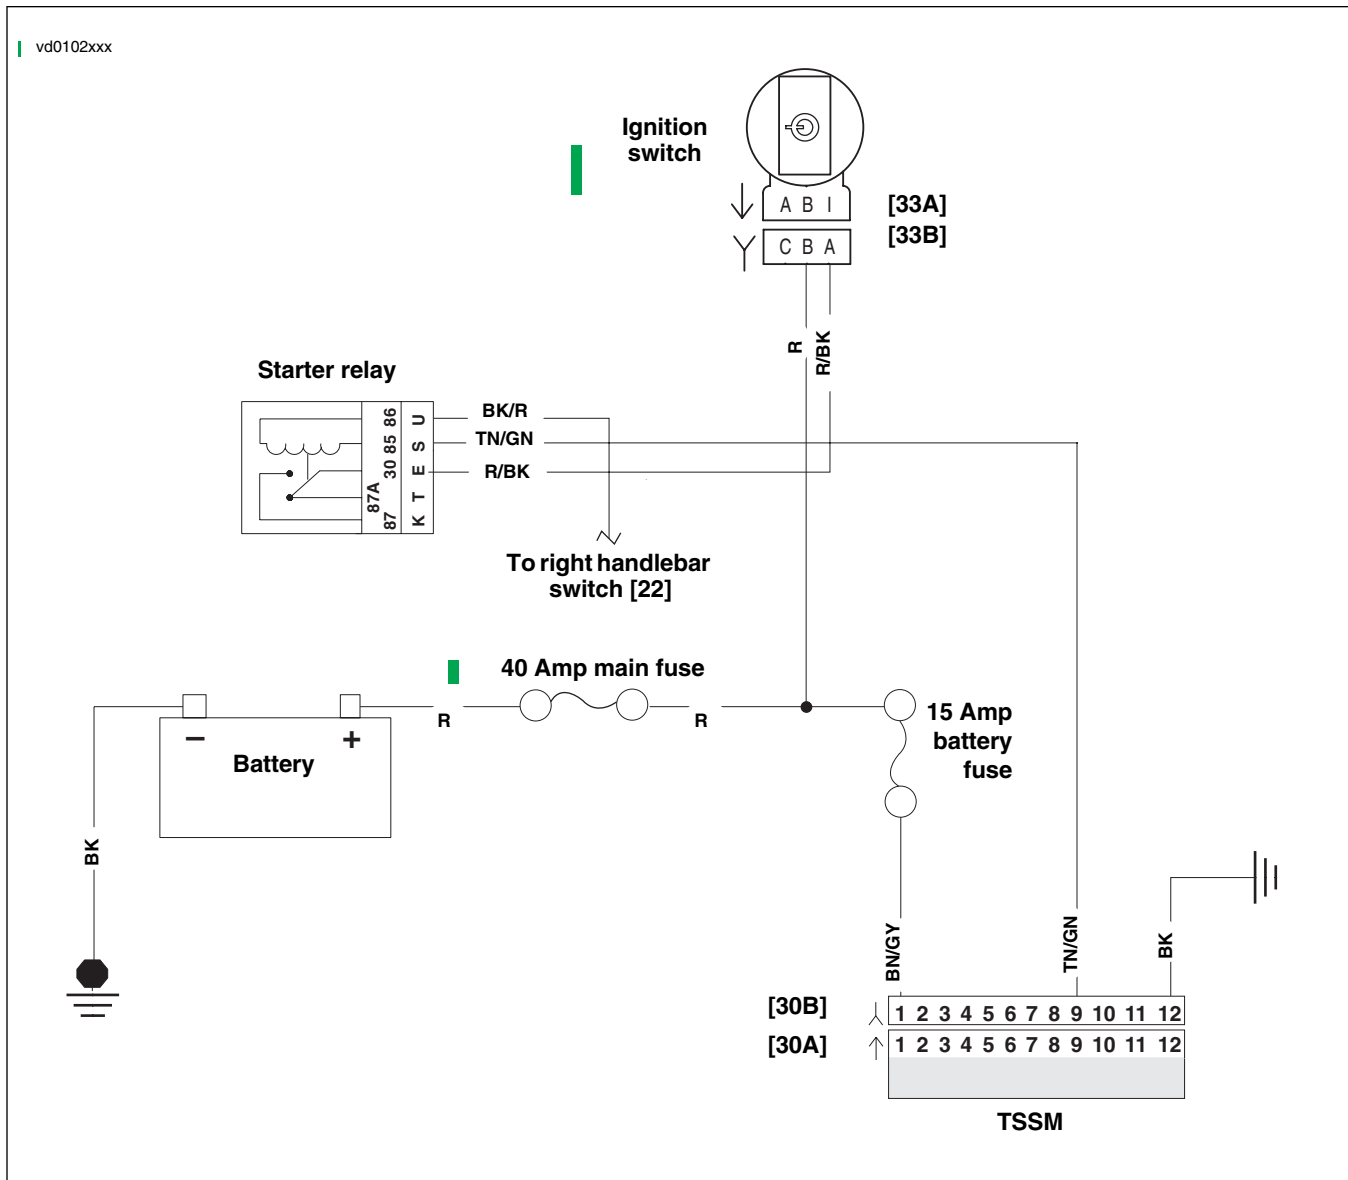 vd0102xxx
Ignition
switch
A B I
[33A]
C B A
[33B]
R
R/BK
Starter relay
86
85
30
87A
87
U
S
E
T
K
BK/R
TN/GN
R/BK
To right handlebar
switch [22]
40 Amp main fuse
R
R
15 Amp
battery
fuse
–
+
Battery
BK
BN/GY
TN/GN
BK
[30B]
1 2 3 4 5 6 7 8 9 10 11 12
[30A]
1 2 3 4 5 6 7 8 9 10 11 12
TSSM